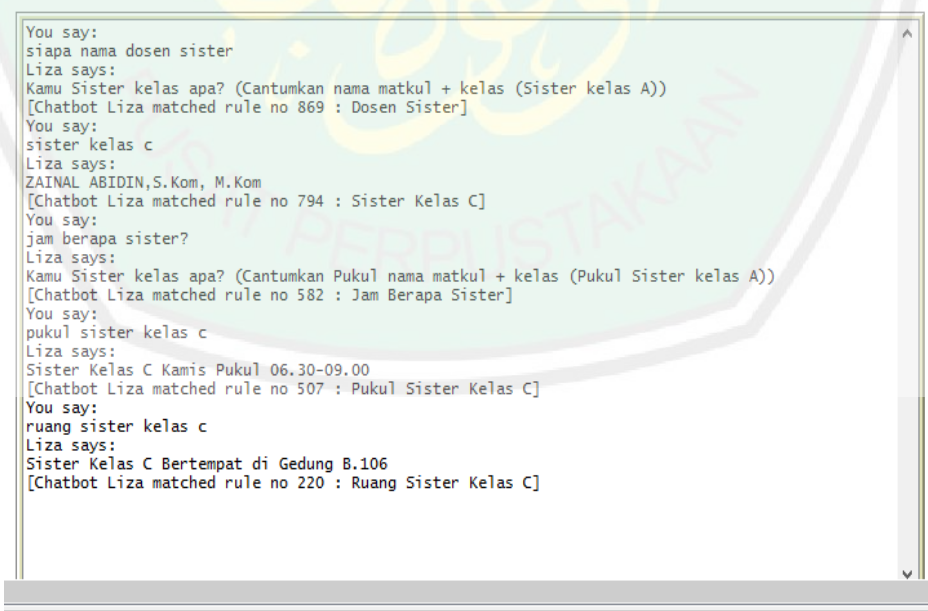 You say:
siapa nama dosen sister
Liza says:
Kamu Sister kelas apa? (Cantumkan nama matkul + kelas (Sister kelas A))
[Chatbot Liza matched rule no 869 : Dosen Sister]
You say:
sister kelas c
Liza says:
ZAINAL ABIDIN,S.Kom, M.Kom
[Chatbot Liza matched rule no 794 : Sister Kelas C]
You say:
jam berapa sister?
Liza says:
Kamu Sister kelas apa? (Cantumkan Pukul nama matkul + kelas (Pukul Sister kelas A))
[Chatbot Liza matched rule no 582 : Jam Berapa Sister]
You say:
pukul sister kelas c
Liza says:
Sister Kelas C Kamis Pukul 06.30-09.00
[Chatbot Liza matched rule no 507 : Pukul Sister Kelas C]
You say:
ruang sister kelas c
Liza says:
Sister Kelas C Bertempat di Gedung B.106
[Chatbot Liza matched rule no 220 : Ruang Sister Kelas C]
PUSAT PERPUSTAKAAN